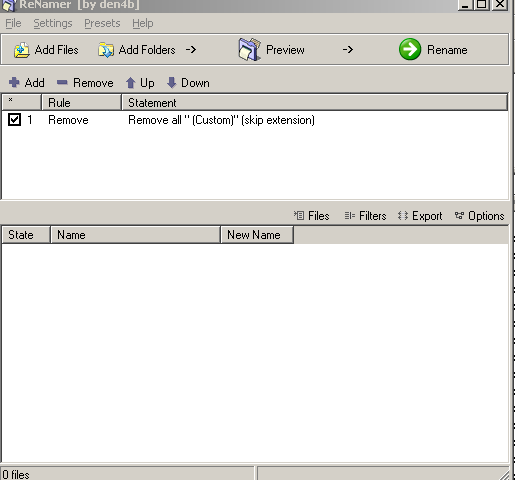 ReNamer [by den4b]
File Settings Presets Help
Add Files Add Folders -> Preview -> Rename
Add Remove Up Down
* Rule Statement
1 Remove Remove all " (Custom)" (skip extension)
Files Filters Export Options
State Name New Name
0 files